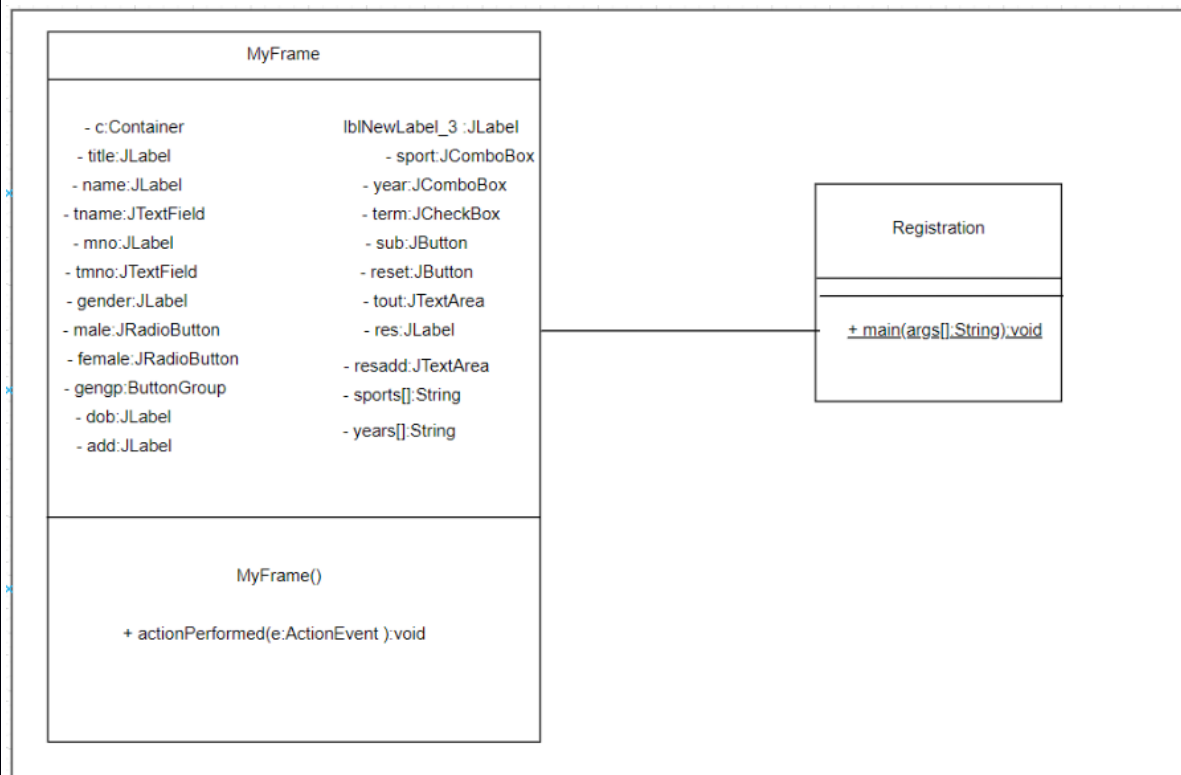 MyFrame
- c:Container
- title:JLabel
- name:JLabel
- tname:JTextField
- mno:JLabel
- tmno:JTextField
- gender:JLabel
- male:JRadioButton
- female:JRadioButton
- gengp:ButtonGroup
- dob:JLabel
- add:JLabel
lblNewLabel_3 :JLabel
- sport:JComboBox
- year:JComboBox
- term:JCheckBox
- sub:JButton
- reset:JButton
- tout:JTextArea
- res:JLabel
- resadd:JTextArea
- sports[]:String
- years[]:String
MyFrame()
+ actionPerformed(e:ActionEvent ):void
Registration
+ main(args[]:String):void